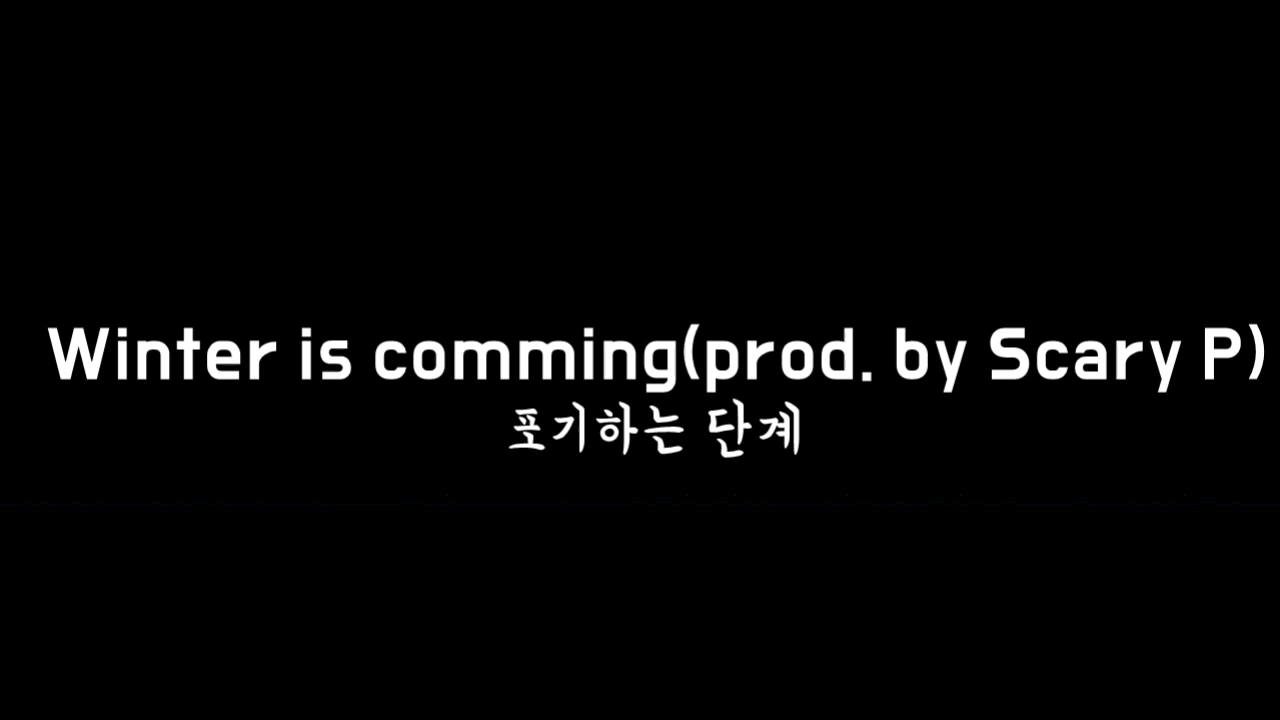 Winter is comming(prod. by Scary P)
포기하는 단계